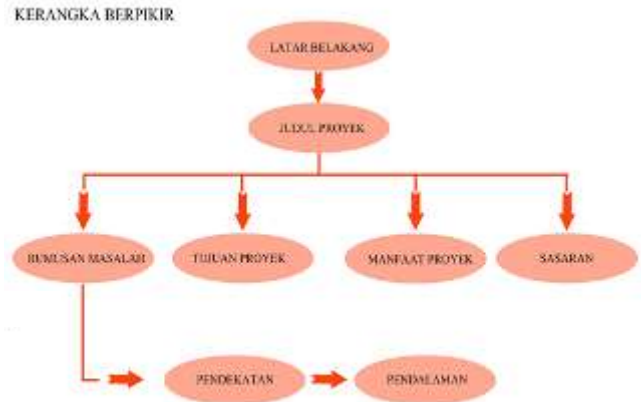 KERANGKA BERPIKIR
LATAR BELAKANG
JUDUL PROYEK
RUMUSAN MASALAH
TUJUAN PROYEK
MANFAAT PROYEK
SASARAN
PENDEKATAN
PENDALAMAN